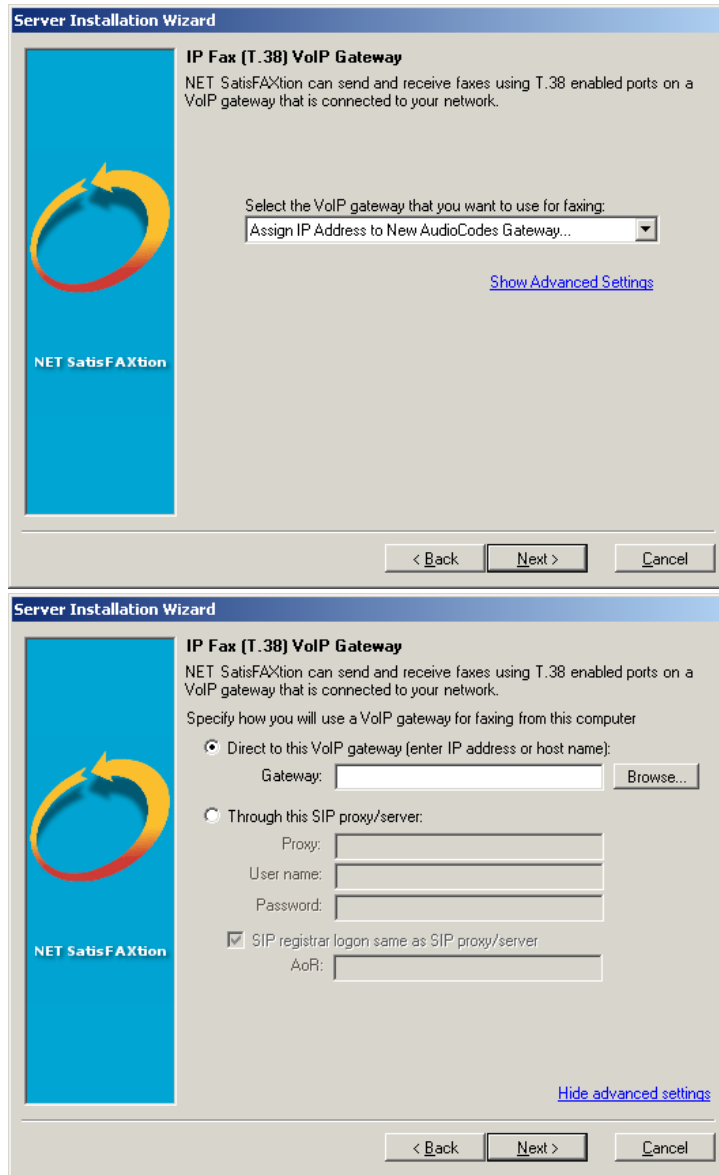 Server Installation Wizard
IP Fax (T.38) VoIP Gateway
NET SatisFAXtion can send and receive faxes using T.38 enabled ports on a
VoIP gateway that is connected to your network.
Select the VoIP gateway that you want to use for faxing:
Assign IP Address to New AudioCodes Gateway...
Show Advanced Settings
NET SatisFAXtion
< Back
Next >
Cancel
Server Installation Wizard
IP Fax (T.38) VoIP Gateway
NET SatisFAXtion can send and receive faxes using T.38 enabled ports on a
VoIP gateway that is connected to your network.
Specify how you will use a VoIP gateway for faxing from this computer
Direct to this VoIP gateway (enter IP address or host name):
Gateway:
Browse...
Through this SIP proxy/server:
Proxy:
User name:
Password:
SIP registrar logon same as SIP proxy/server
AoR:
NET SatisFAXtion
Hide advanced settings
< Back
Next >
Cancel